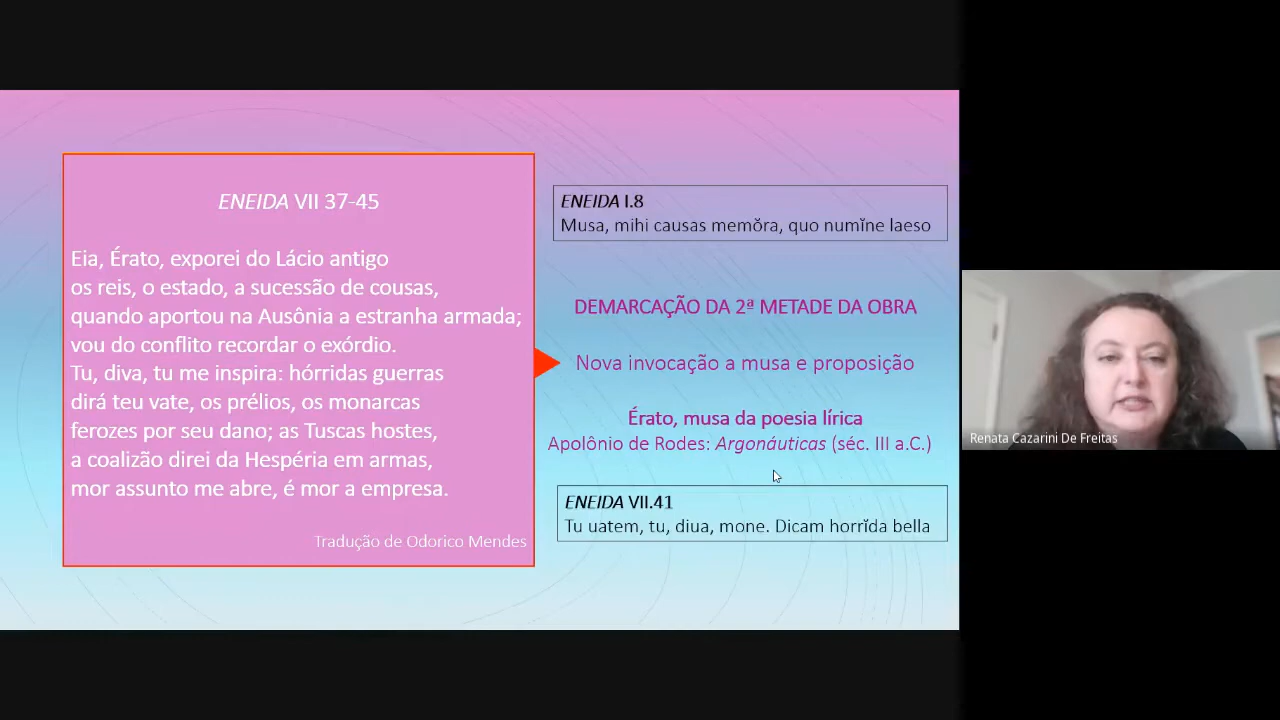 ENEIDA VII 37-45
Eia, Érato, exporei do Lácio antigo
os reis, o estado, a sucessão de cousas,
quando aportou na Ausônia a estranha armada;
vou do conflito recordar o exórdio.
Tu, diva, tu me inspira: hórridas guerras
dirá teu vate, os prélios, os monarcas
ferozes por seu dano; as Tuscas hostes,
a coalizão direi da Hespéria em armas,
mor assunto me abre, é mor a empresa.
Tradução de Odorico Mendes
ENEIDA I.8
Musa, mihi causas memŏra, quo numĭne laeso
DEMARCAÇÃO DA 2ª METADE DA OBRA
Nova invocação a musa e proposição
Érato, musa da poesia lírica
Apolônio de Rodes: Argonáuticas (séc. III a.C.)
ENEIDA VII.41
Tu uatem, tu, diua, mone. Dicam horrĭda bella
Renata Cazarini De Freitas